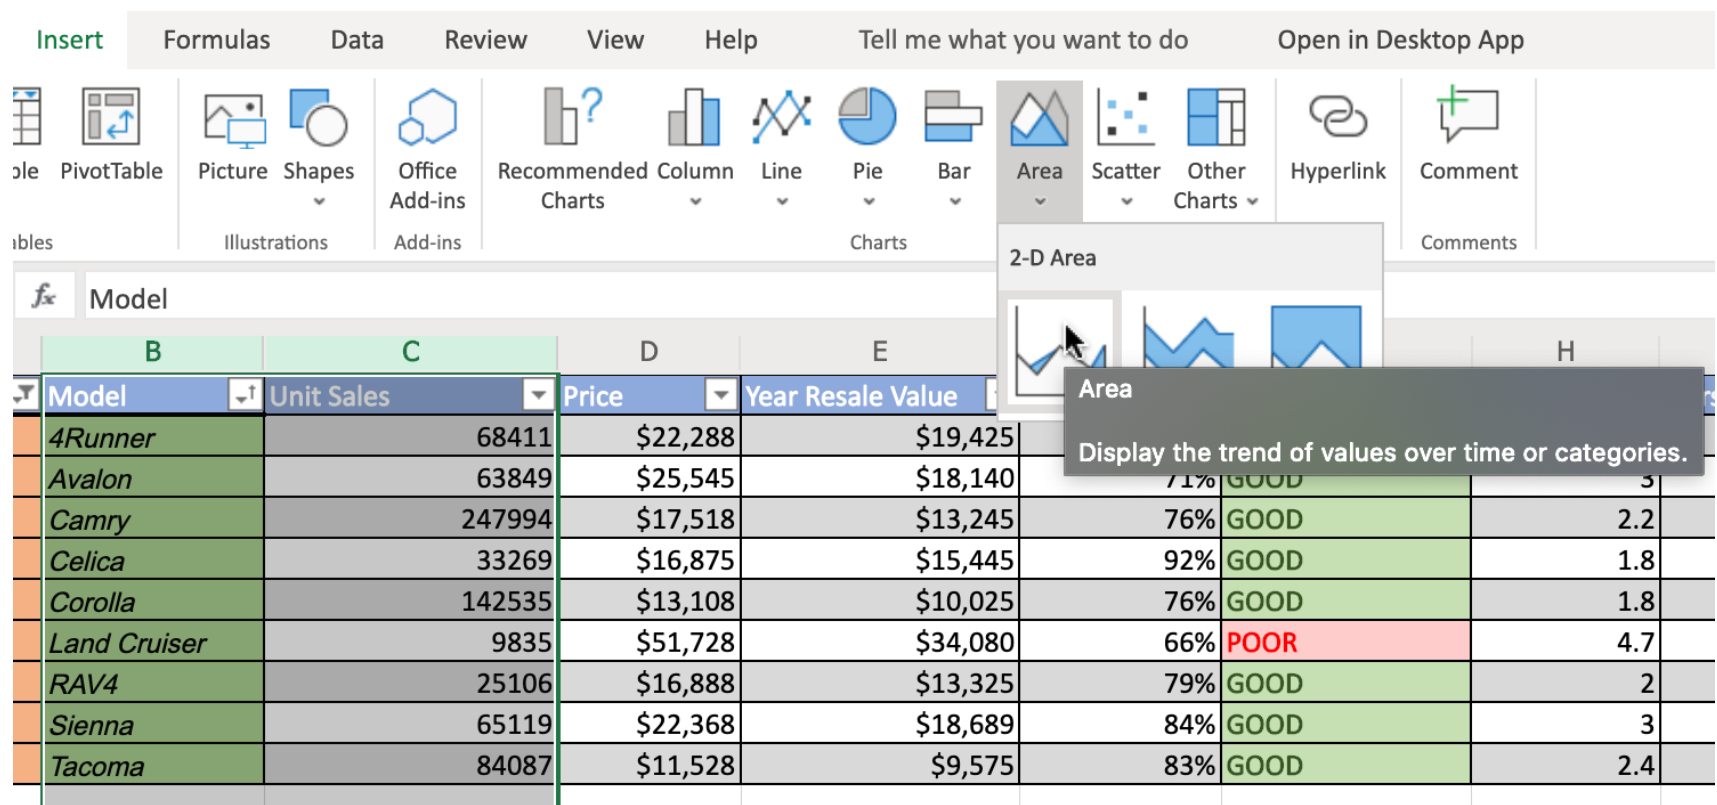 Insert Formulas Data Review View Help Tell me what you want to do Open in Desktop App
PivotTable Picture Shapes Office Add-ins Recommended Charts Column Line Pie Bar Area Scatter Other Charts Hyperlink Comment
Illustrations Add-ins Charts Comments
2-D Area
fx Model
B C D E H
Model Unit Sales Price Year Resale Value
Area
Display the trend of values over time or categories.
4Runner 68411 $22,288 $19,425
Avalon 63849 $25,545 $18,140 71% GOOD 3
Camry 247994 $17,518 $13,245 76% GOOD 2.2
Celica 33269 $16,875 $15,445 92% GOOD 1.8
Corolla 142535 $13,108 $10,025 76% GOOD 1.8
Land Cruiser 9835 $51,728 $34,080 66% POOR 4.7
RAV4 25106 $16,888 $13,325 79% GOOD 2
Sienna 65119 $22,368 $18,689 84% GOOD 3
Tacoma 84087 $11,528 $9,575 83% GOOD 2.4